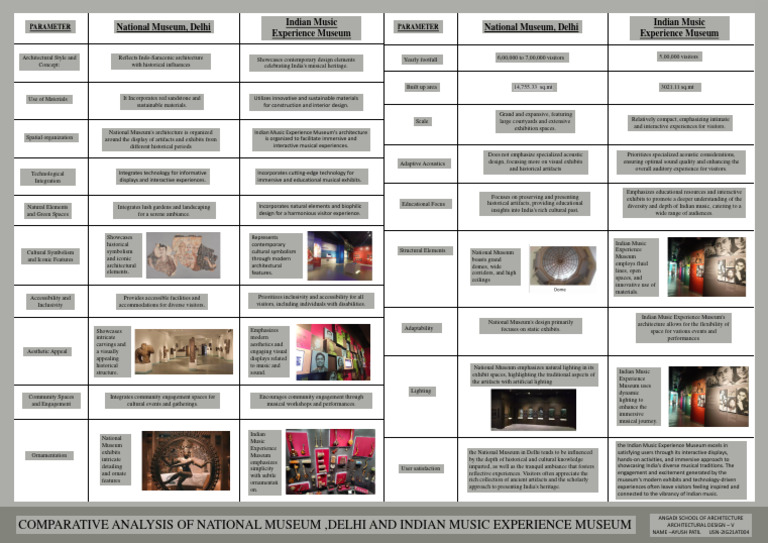 PARAMETER
National Museum, Delhi
Indian Music
Experience Museum
Architectural Style and
Concept:
Reflects Indo-Saracenic architecture
with historical influences
Showcases contemporary design elements
celebrating India's musical heritage.
Use of Materials
It Incorporates red sandstone and
sustainable materials
Utilizes innovative and sustainable materials
for construction and interior design.
Spatial organization
National Museum's architecture is organized
around the display of artifacts and exhibits from
different historical periods
Indian Music Experience Museum's architecture
is organized to facilitate immersive and
interactive musical experiences.
Technological
Integration
Integrates technology for informative
displays and interactive experiences.
Incorporates cutting-edge technology for
immersive and educational musical exhibits.
Natural Elements
and Green Spaces
Integrates lush gardens and landscaping
for a serene ambiance.
Incorporates natural elements and biophilic
design for a harmonious visitor experience.
Cultural Symbolism
and Iconic Features
Showcases
historical
symbolism
and iconic
architectural
elements.
Represents
contemporary
cultural symbolism
through modern
architectural
features.
Accessibility and
Inclusivity
Provides accessible facilities and
accommodations for diverse visitors.
Prioritizes inclusivity and accessibility for all
visitors, including individuals with disabilities.
Aesthetic Appeal
Showcases
intricate
carvings and
a visually
appealing
historical
structure.
Emphasizes
modern
aesthetics and
engaging visual
displays related
to music and
sound.
Community Spaces
and Engagement
Integrates community engagement spaces for
cultural events and gatherings.
Encourages community engagement through
musical workshops and performances.
Ornamentation
National
Museum
exhibits
intricate
detailing
and ornate
features.
Indian
Music
Experience
Museum
emphasizes
simplicity
with subtle
ornamentati
on.
PARAMETER
National Museum, Delhi
Indian Music
Experience Museum
Yearly footfall
6,00,000 to 7,00,000 visitors
5,00,000 visitors
Built up area
14,755.33 sq.mt
3021.11 sq.mt
Scale
Grand and expansive, featuring
large courtyards and extensive
exhibition spaces.
Relatively compact, emphasizing intimate
and interactive experiences for visitors.
Adaptive Acoustics
Does not emphasize specialized acoustic
design, focusing more on visual exhibits
and historical artifacts
Prioritizes specialized acoustic considerations,
ensuring optimal sound quality and enhancing the
overall auditory experience for visitors.
Educational Focus
Focuses on preserving and presenting
historical artifacts, providing educational
insights into India's rich cultural past.
Emphasizes educational resources and interactive
exhibits to promote a deeper understanding of the
diversity and depth of Indian music, catering to a
wide range of audiences
Structural Elements
National Museum
boasts grand
domes, wide
corridors, and high
ceilings.
Dome
Indian Music
Experience
Museum
employs fluid
lines, open
spaces, and
innovative use of
materials.
Adaptability
National Museum's design primarily
focuses on static exhibits.
Indian Music Experience Museum's
architecture allows for the flexibility of
space for various events and
performances
Lighting
National Museum emphasizes natural lighting in its
exhibit spaces, highlighting the traditional aspects of
the artifacts with artificial lighting
Indian Music
Experience
Museum uses
dynamic
lighting to
enhance the
immersive
musical journey.
User satisfaction
the National Museum in Delhi tends to be influenced
by the depth of historical and cultural knowledge
imparted, as well as the tranquil ambiance that fosters
reflective experiences. Visitors often appreciate the
rich collection of ancient artifacts and the scholarly
approach to presenting India's heritage.
the Indian Music Experience Museum excels in
satisfying users through its interactive displays,
hands-on activities, and immersive approach to
showcasing India's diverse musical traditions. The
engagement and excitement generated by the
museum's modern exhibits and technology-driven
experiences often leave visitors feeling inspired and
connected to the vibrancy of Indian music.
COMPARATIVE ANALYSIS OF NATIONAL MUSEUM ,DELHI AND INDIAN MUSIC EXPERIENCE MUSEUM
ANGADI SCHOOL OF ARCHITECTURE
ARCHITECTURAL DESIGN – V
NAME –AYUSH PATIL USN-2IG21AT004